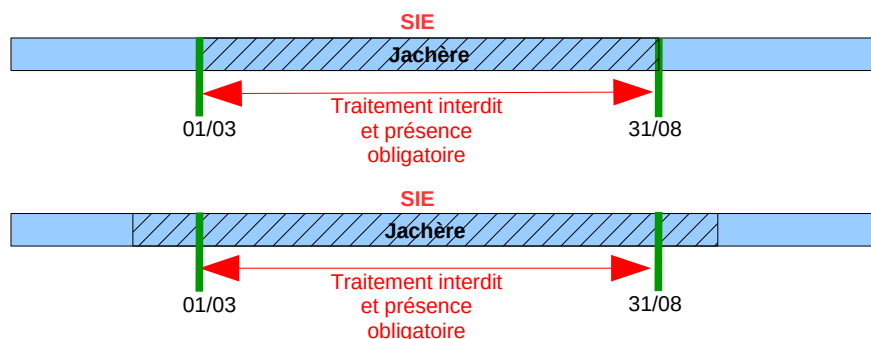 SIE
Jachère
Traitement interdit
et présence
obligatoire
01/03
31/08
SIE
Jachère
Traitement interdit
et présence
obligatoire
01/03
31/08